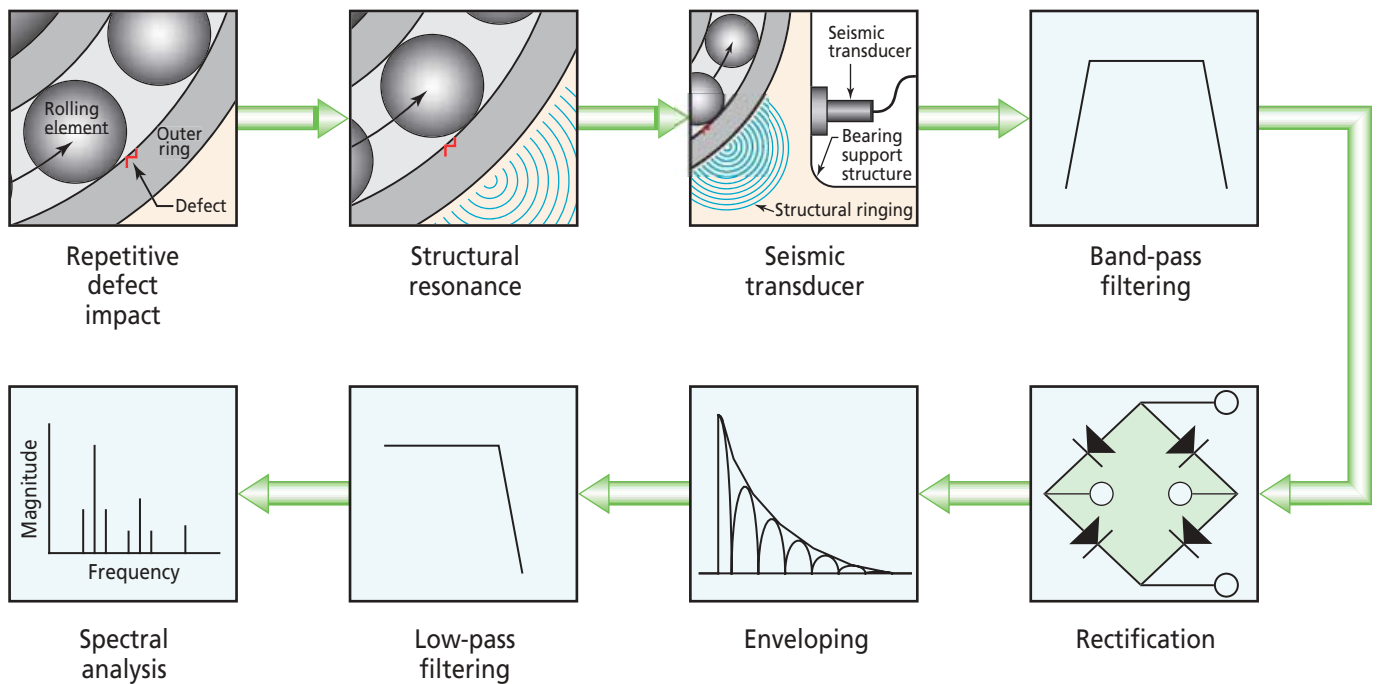 Rolling
element
Outer
ring
Defect
Repetitive
defect
impact
Structural
resonance
Seismic
transducer
Bearing
support
structure
Structural ringing
Seismic
transducer
Band-pass
filtering
Magnitude
Frequency
Spectral
analysis
Low-pass
filtering
Enveloping
Rectification